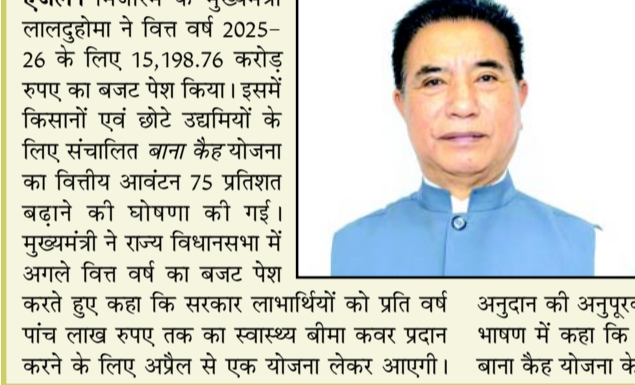 लालदुहोमा ने वित्त वर्ष 2025–
26 के लिए 15,198.76 करोड़
रुपए का बजट पेश किया। इसमें
किसानों एवं छोटे उद्यमियों के
लिए संचालित बाना कैह योजना
का वित्तीय आवंटन 75 प्रतिशत
बढ़ाने की घोषणा की गई।
मुख्यमंत्री ने राज्य विधानसभा में
अगले वित्त वर्ष का बजट पेश
करते हुए कहा कि सरकार लाभार्थियों को प्रति वर्ष
पांच लाख रुपए तक का स्वास्थ्य बीमा कवर प्रदान
करने के लिए अप्रैल से एक योजना लेकर आएगी।
अनुदान की
भाषण में कहा कि
बाना कैह योजना के